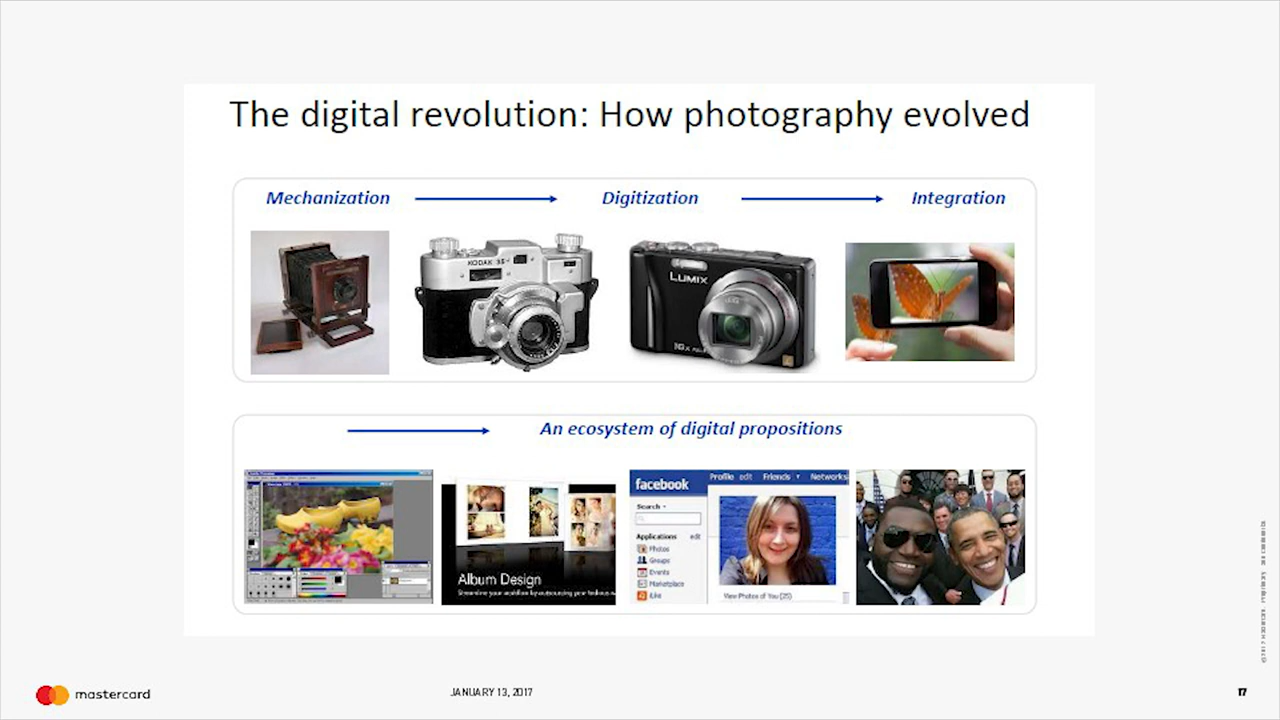 The digital revolution: How photography evolved
Mechanization
Digitization
Integration
KODAK 35
LUMIX
An ecosystem of digital propositions
Album Design
facebook
Profile edit Friends Networks
Search
Applications edit
Photos
Groups
Events
Marketplace
iLike
View Photos of You (25)
mastercard
JANUARY 13, 2017
17